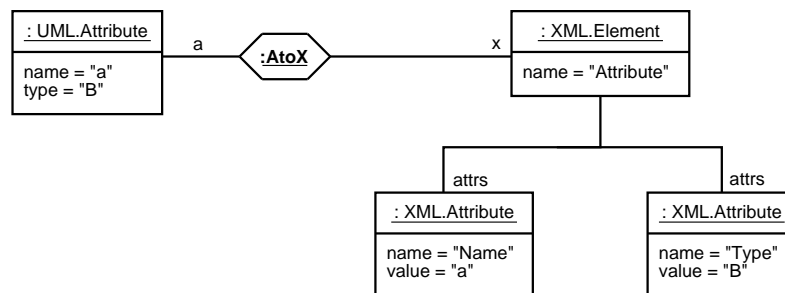 : UML.Attribute
name = "a"
type = "B"
a
:AtoX
x
: XML.Element
name = "Attribute"
attrs
attrs
: XML.Attribute
name = "Name"
value = "a"
: XML.Attribute
name = "Type"
value = "B"